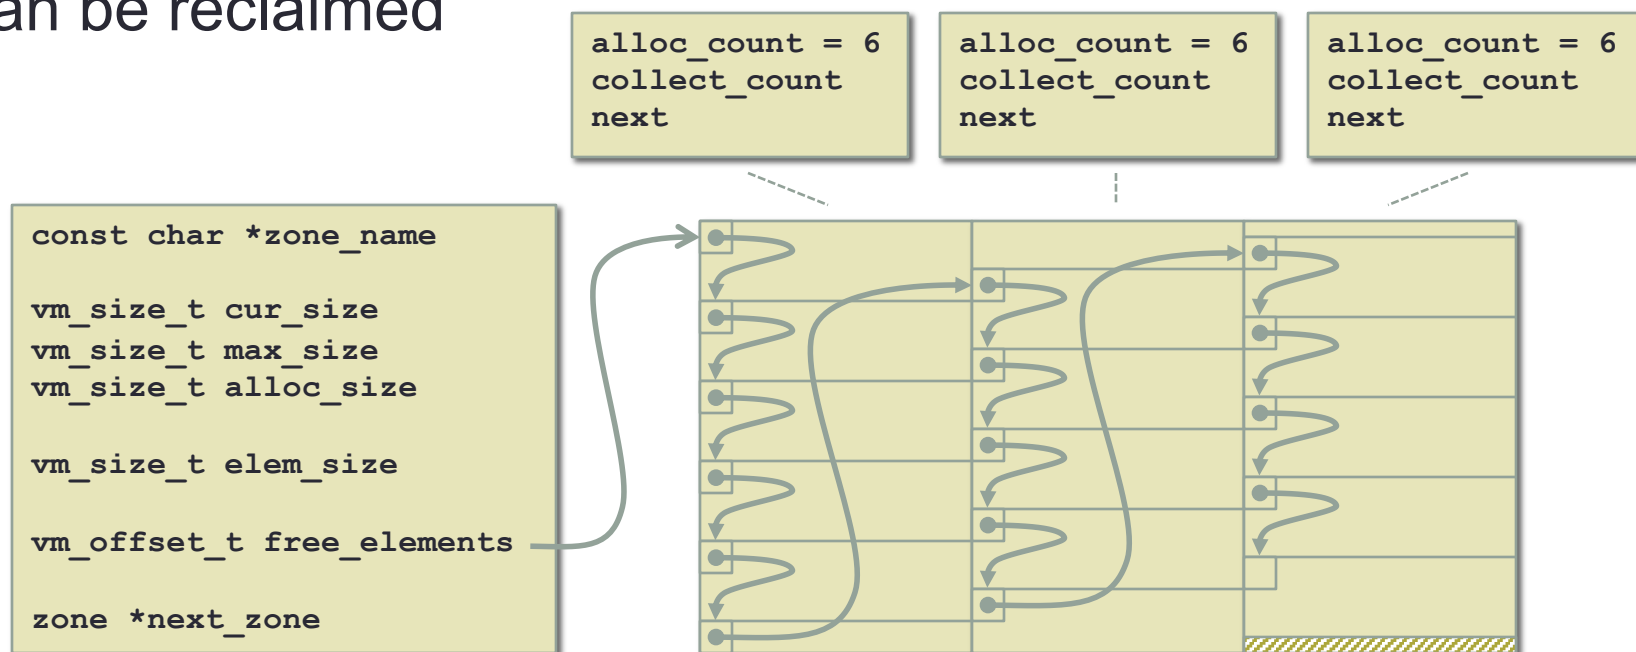 an be reclaimed
alloc_count = 6
collect_count
next
alloc_count = 6
collect_count
next
alloc_count = 6
collect_count
next
const char *zone_name
vm_size_t cur_size
vm_size_t max_size
vm_size_t alloc_size
vm_size_t elem_size
vm_offset_t free_elements
zone *next_zone